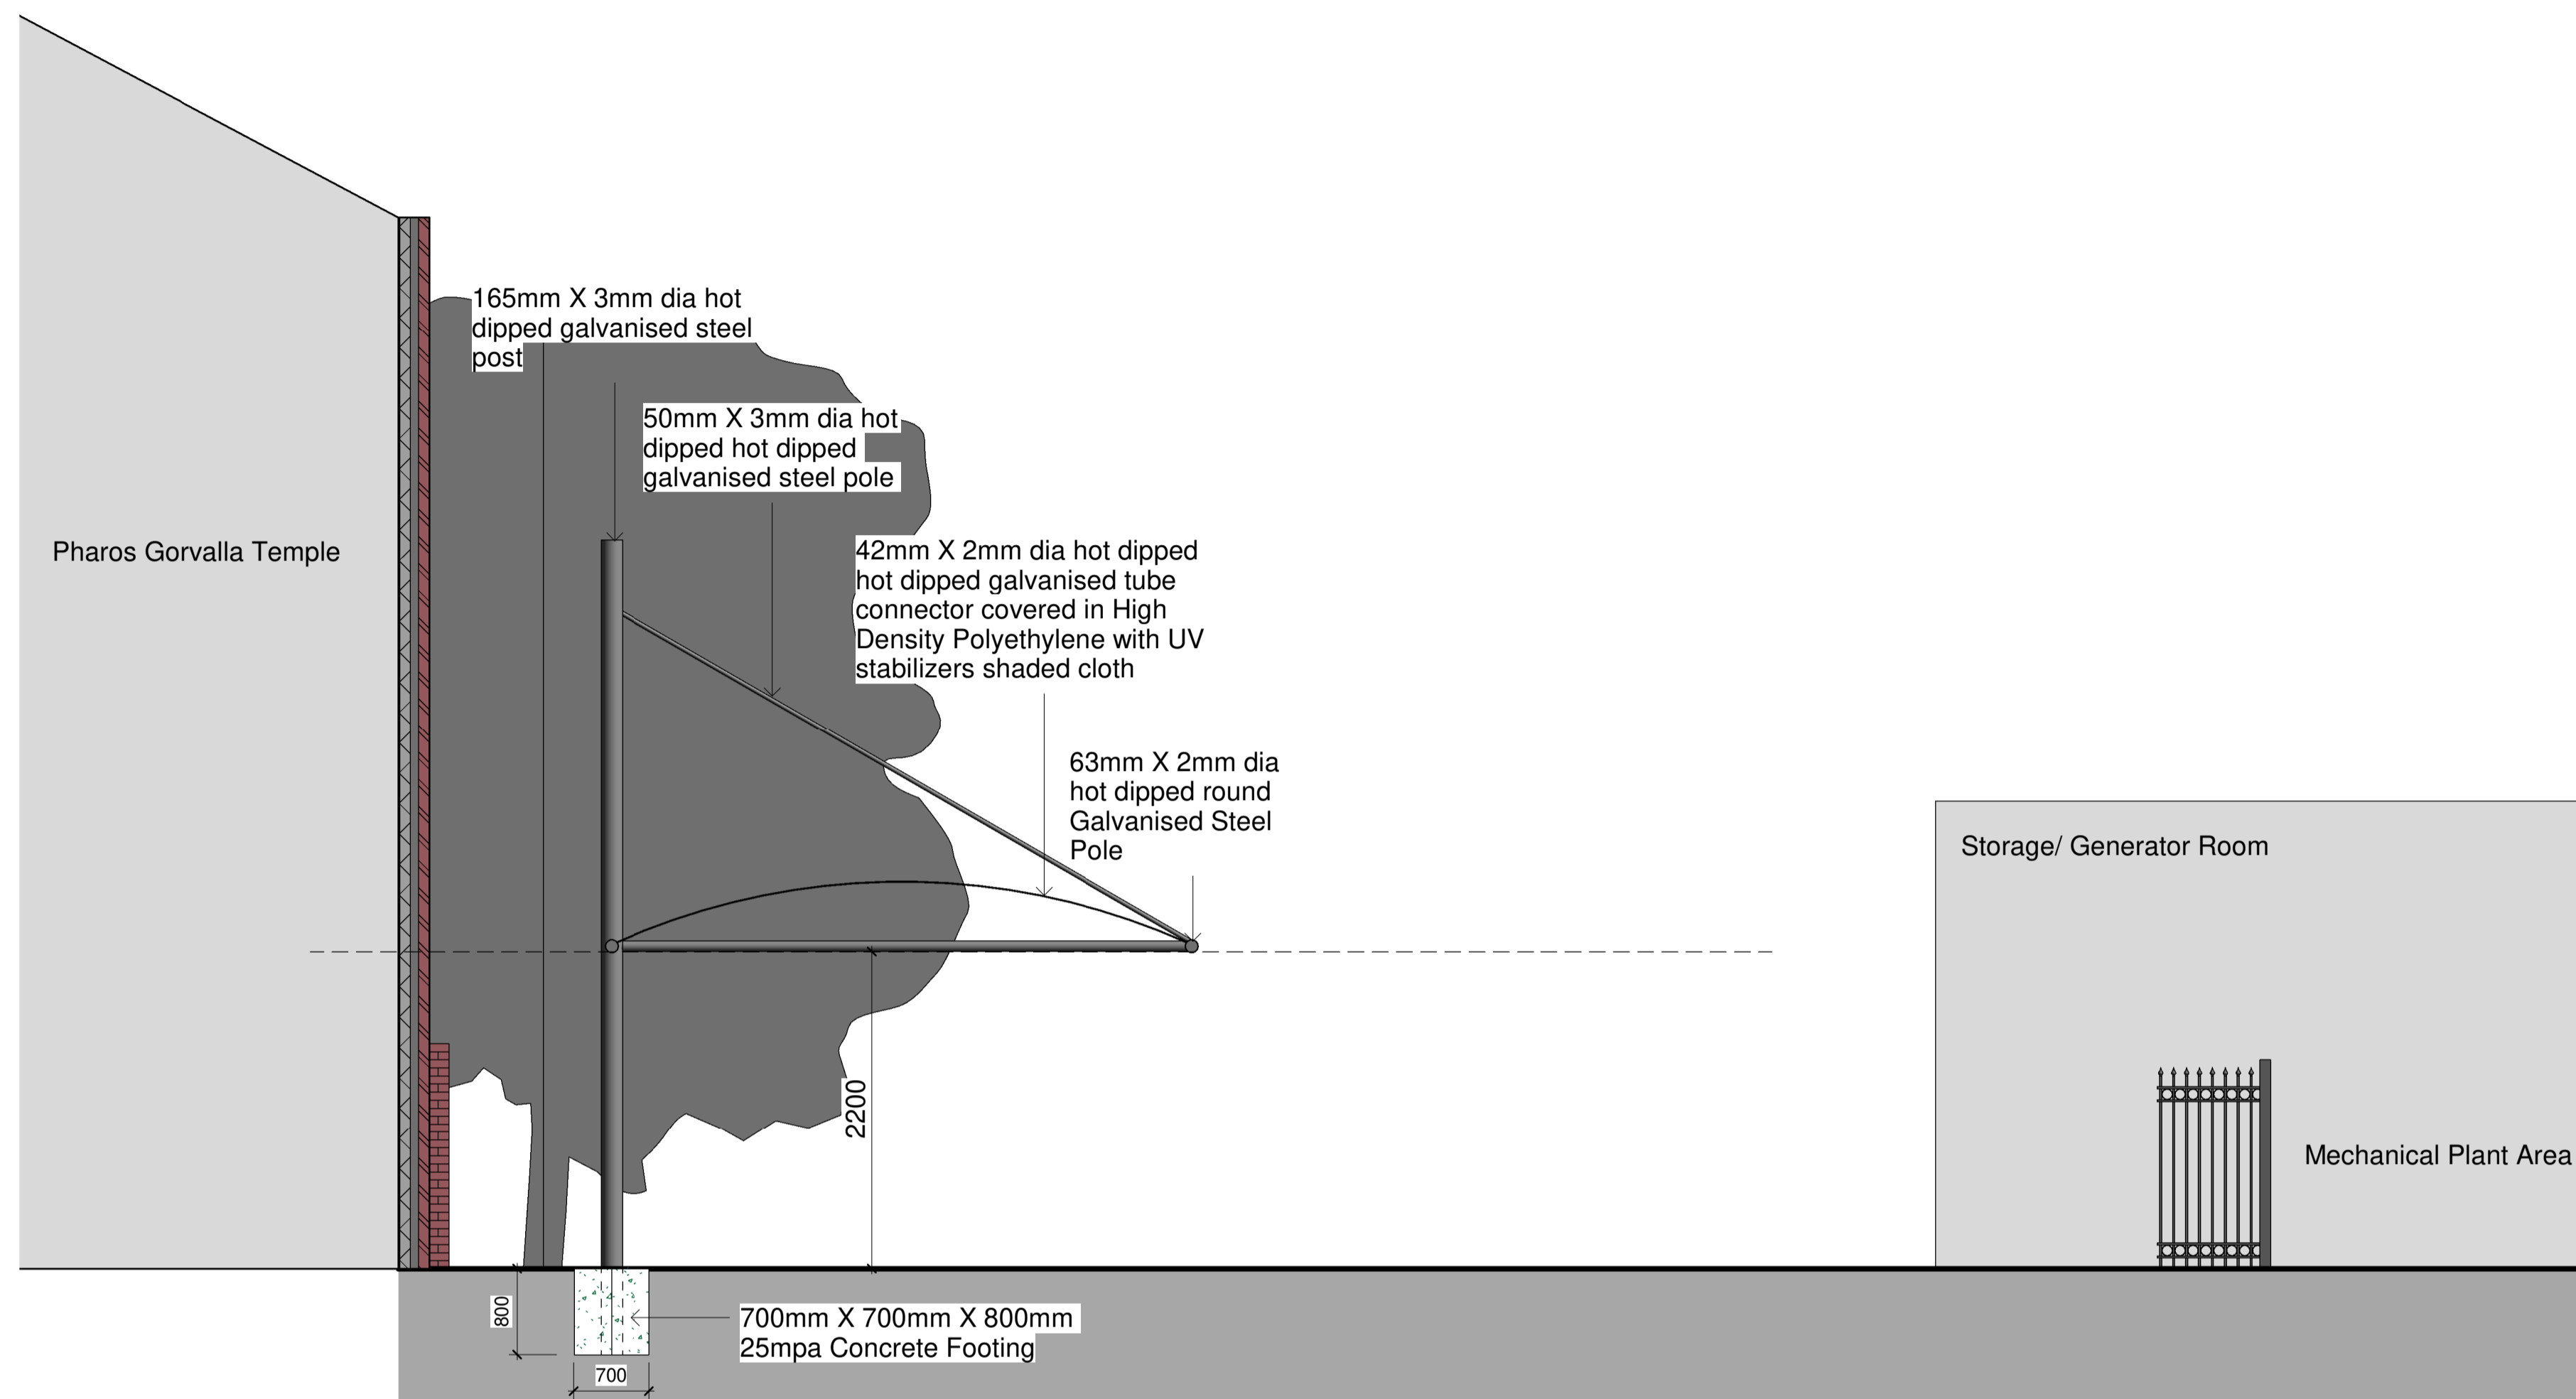 165mm X 3mm dia hot
dipped galvanised steel
post
50mm X 3mm dia hot
dipped hot dipped
galvanised steel pole
Pharos Gorvalla Temple
42mm X 2mm dia hot dipped
hot dipped galvanised tube
connector covered in High
Density Polyethylene with UV
stabilizers shaded cloth
63mm X 2mm dia
hot dipped round
Galvanised Steel
Pole
Storage/ Generator Room
2200
Mechanical Plant Area
800
700mm X 700mm X 800mm
25mpa Concrete Footing
700